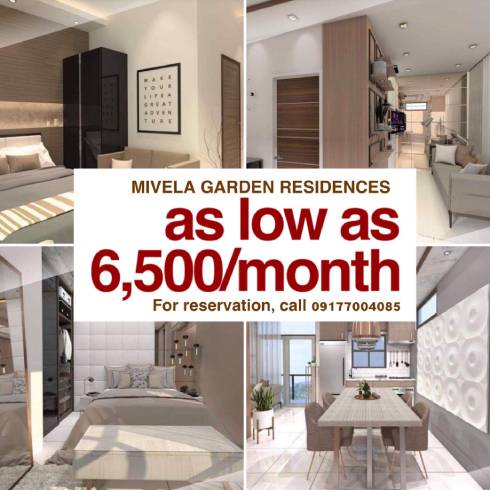 MAKE
YOUR
LIFE A
GREAT
ADVEN
TURE
MIVELA GARDEN RESIDENCES
as low as
6,500/month
For reservation, call 09177004085